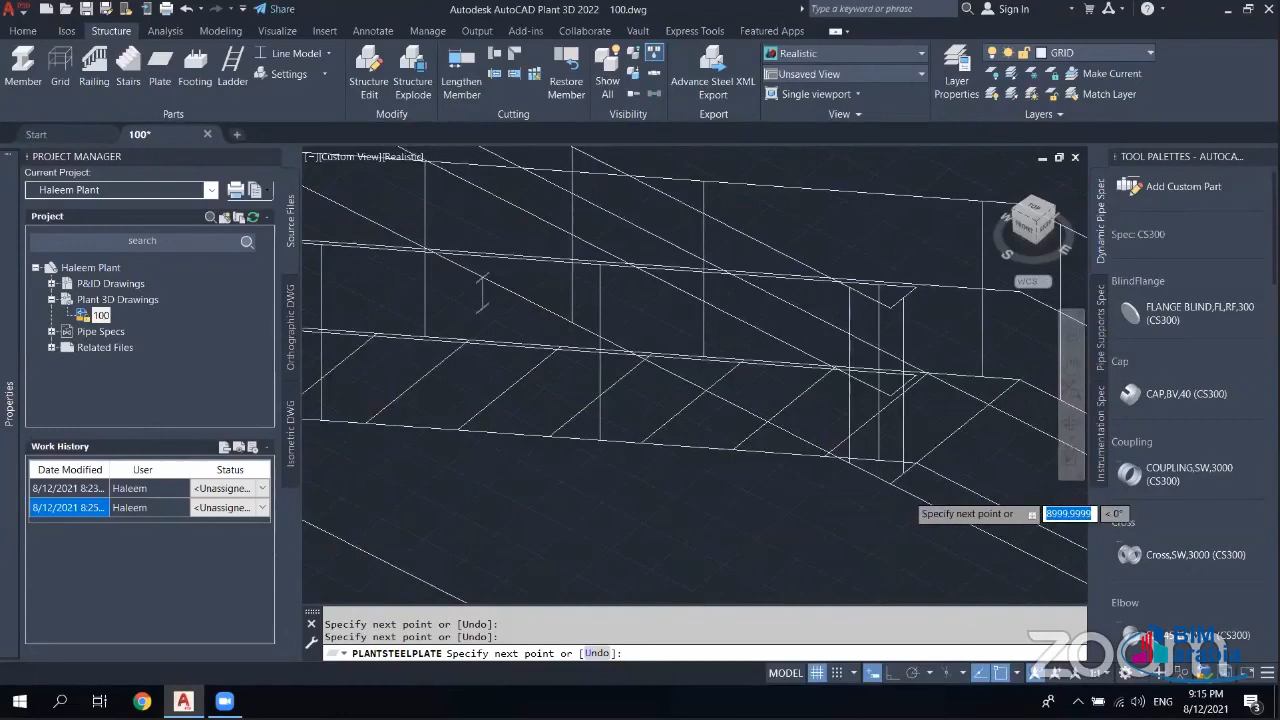 Share
Autodesk AutoCAD Plant 3D 2022
100.dwg
Type a keyword or phrase
Sign In
Home
Isos
Structure
Analysis
Modeling
Visualize
Insert
Annotate
Manage
Output
Add-ins
Collaborate
Vault
Express Tools
Featured Apps
Member
Grid
Railing
Stairs
Plate
Footing
Ladder
Line Model
Settings
Structure Edit
Structure Explode
Lengthen Member
Restore Member
Show All
Advance Steel XML Export
Realistic
Unsaved View
Single viewport
Layer Properties
GRID
Make Current
Match Layer
Parts
Modify
Cutting
Visibility
Export
View
Layers
Start
100*
PROJECT MANAGER
Current Project:
Haleem Plant
Project
search
Haleem Plant
P&ID Drawings
Plant 3D Drawings
100
Pipe Specs
Related Files
Work History
Date Modified
User
Status
8/12/2021 8:23...
Haleem
<Unassigne...
8/12/2021 8:25...
Haleem
<Unassigne...
Properties
Source Files
Orthographic DWG
Isometric DWG
[−][Custom View][Realistic]
TOP
WCS
Specify next point or
8999.9999
< 0°
Specify next point or [Undo]:
Specify next point or [Undo]:
PLANTSTEELPLATE Specify next point or [Undo]:
MODEL
TOOL PALETTES - AUTOCA...
Dynamic Pipe Spec
Pipe Supports Spec
Instrumentation Spec
Add Custom Part
Spec: CS300
BlindFlange
FLANGE BLIND,FL,RF,300 (CS300)
Cap
CAP,BV,40 (CS300)
Coupling
COUPLING,SW,3000 (CS300)
Cross
Cross,SW,3000 (CS300)
Elbow
zoom
BIM
arabia
ENG
9:15 PM
8/12/2021